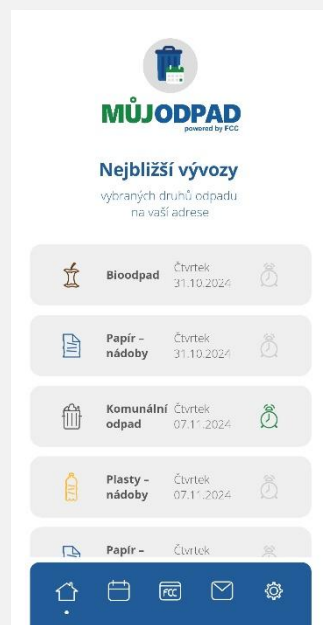 MŮJODPAD
powered by FCC
Nejbližší vývozy
vybraných druhů odpadu
na vaší adrese
Bioodpad
Čtvrtek
31.10.2024
Papír –
nádoby
Čtvrtek
31.10.2024
Komunální
odpad
Čtvrtek
07.11.2024
Plasty –
nádoby
Čtvrtek
07.11.2024
Papír –
Čtvrtek
FCC